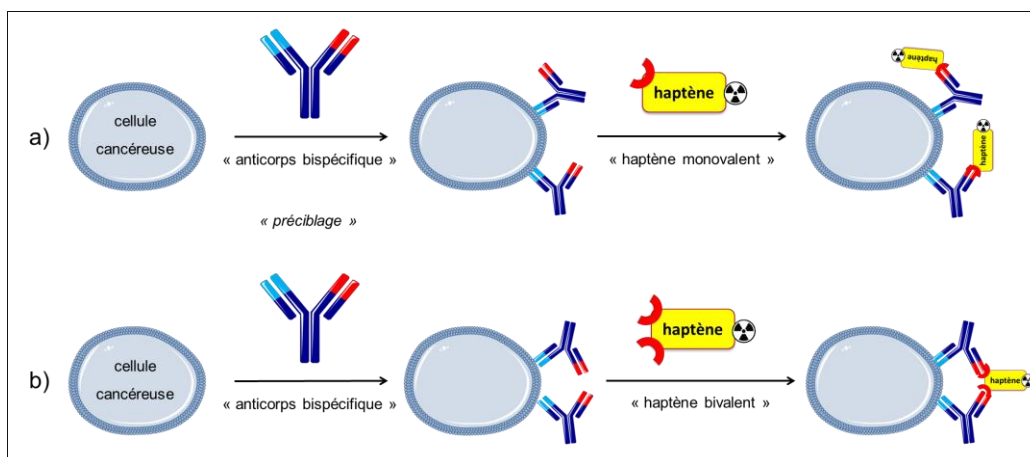 a)
cellule
cancéreuse
« anticorps bispécifique »
« préciblage »
haptène
« haptène monovalent »
haptène
haptène
b)
cellule
cancéreuse
« anticorps bispécifique »
haptène
« haptène bivalent »
haptène